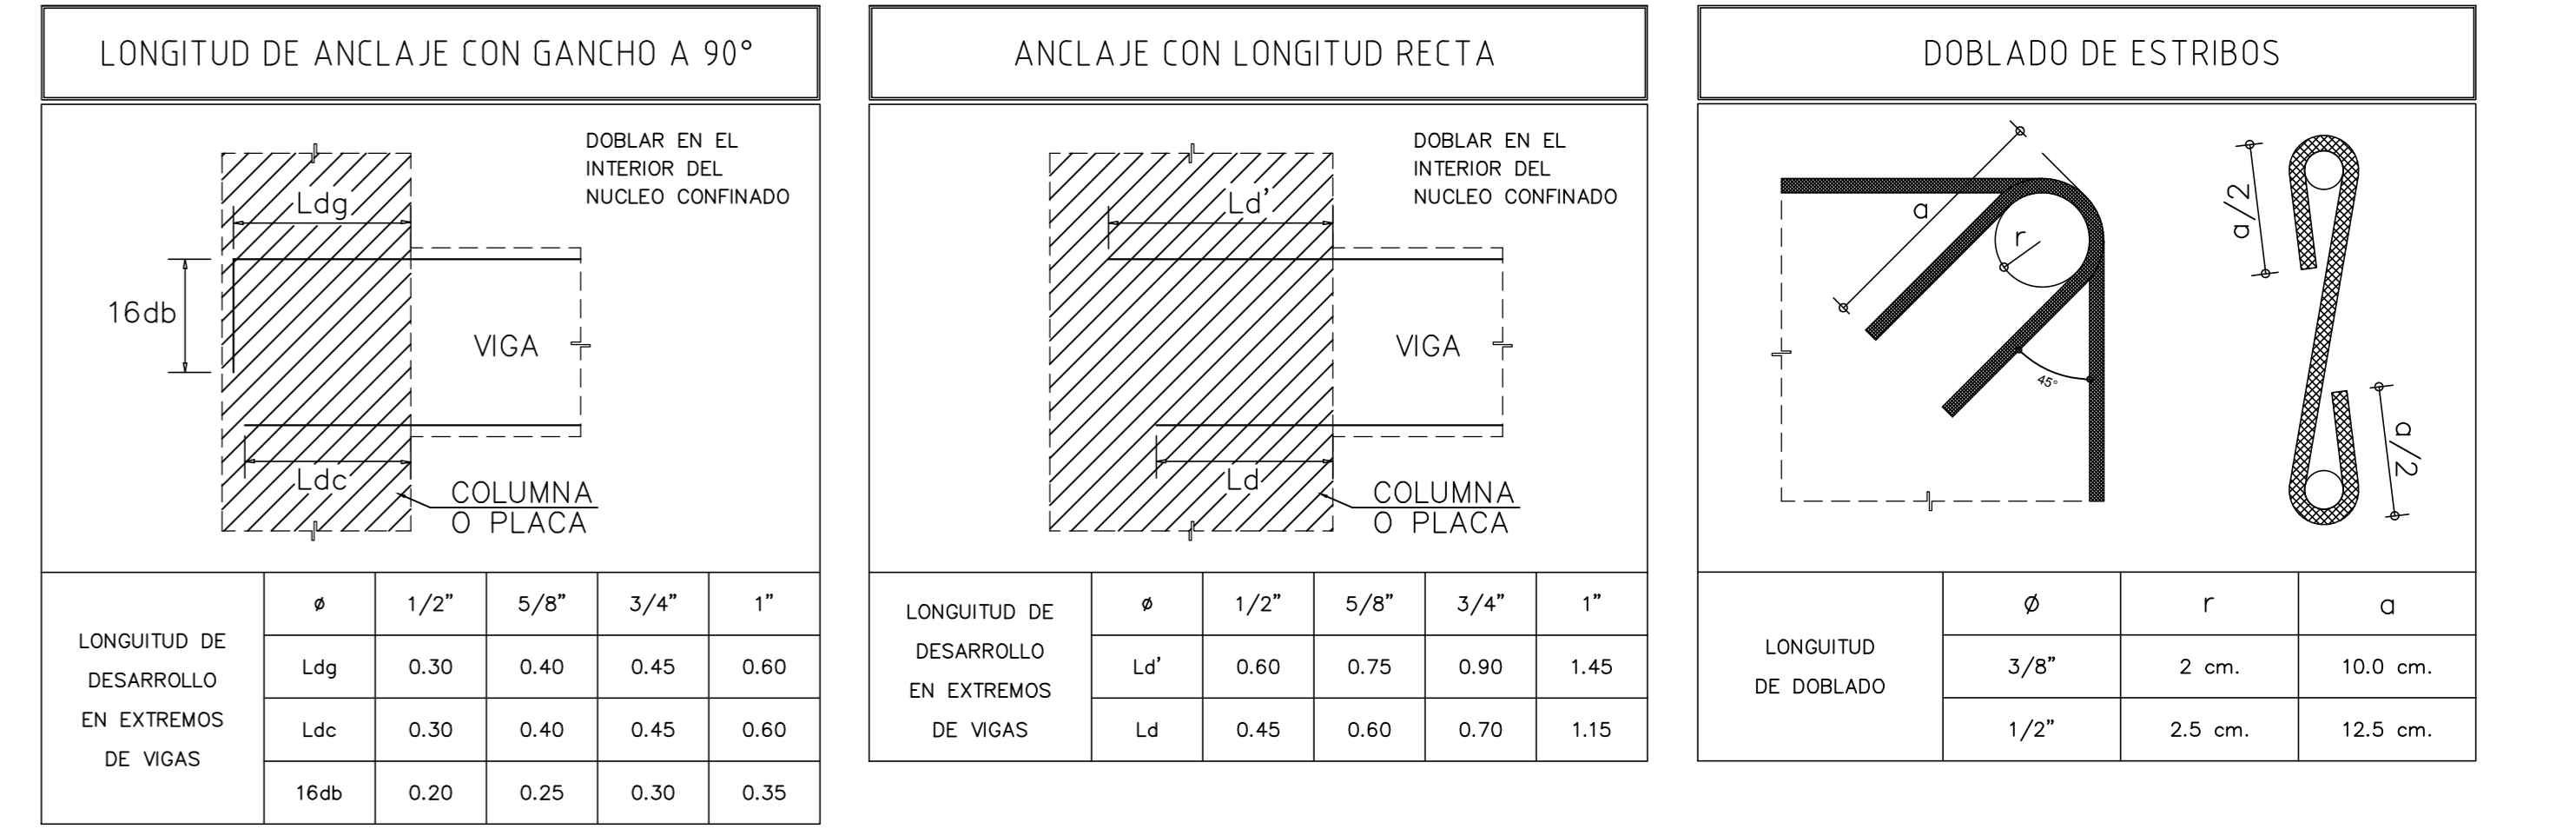 LONGITUD DE ANCLAJE CON GANCHO A 90°
DOBLAR EN EL
INTERIOR DEL
NUCLEO CONFINADO
Ldg
16db
VIGA
Ldc
COLUMNA
O PLACA
LONGUITUD DE
DESARROLLO
EN EXTREMOS
DE VIGAS
ø 1/2" 5/8" 3/4" 1"
Ldg 0.30 0.40 0.45 0.60
Ldc 0.30 0.40 0.45 0.60
16db 0.20 0.25 0.30 0.35
ANCLAJE CON LONGITUD RECTA
DOBLAR EN EL
INTERIOR DEL
NUCLEO CONFINADO
Ld'
VIGA
Ld
COLUMNA
O PLACA
LONGUITUD DE
DESARROLLO
EN EXTREMOS
DE VIGAS
ø 1/2" 5/8" 3/4" 1"
Ld' 0.60 0.75 0.90 1.45
Ld 0.45 0.60 0.70 1.15
DOBLADO DE ESTRIBOS
a
r
45°
a/2
a/2
LONGUITUD
DE DOBLADO
Ø r a
3/8" 2 cm. 10.0 cm.
1/2" 2.5 cm. 12.5 cm.